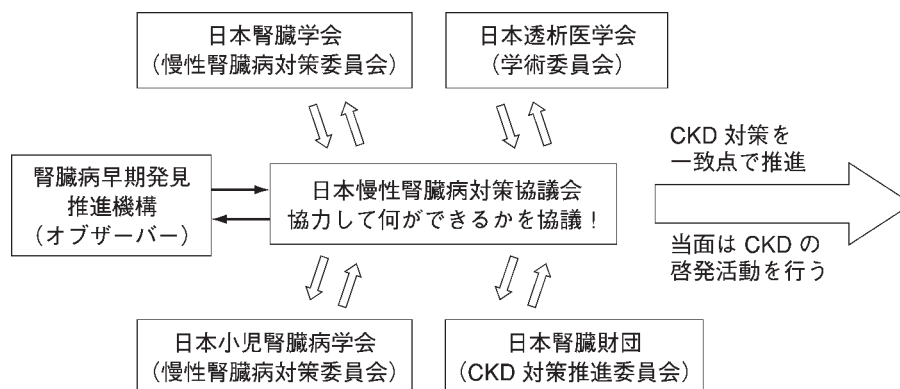 日本腎臓学会
（慢性腎臓病対策委員会）
日本透析医学会
（学術委員会）
腎臓病早期発見
推進機構
（オブザーバー）
日本慢性腎臓病対策協議会
協力して何ができるかを協議！
CKD 対策を
一致点で推進
当面は CKD の
啓発活動を行う
日本小児腎臓病学会
（慢性腎臓病対策委員会）
日本腎臓財団
（CKD 対策推進委員会）